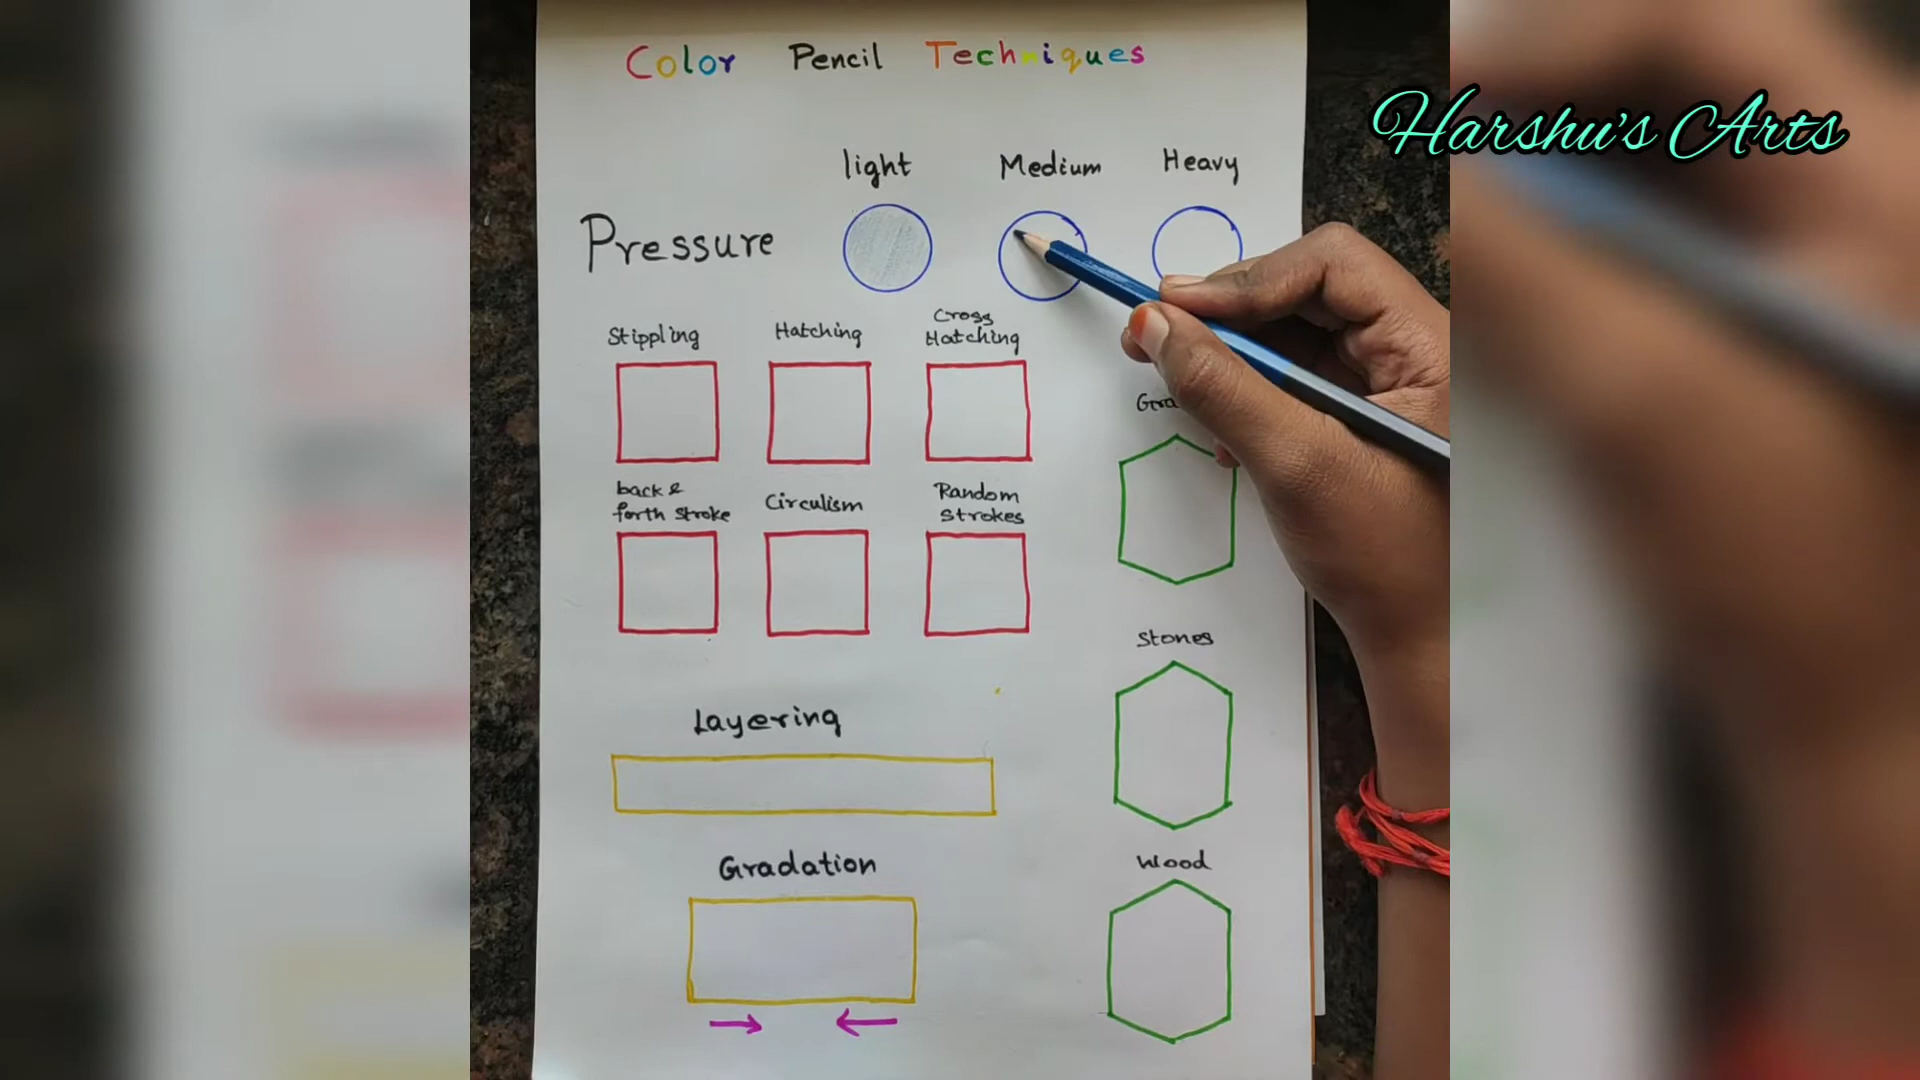 Color Pencil Techniques
Harshu's Arts
light Medium Heavy
Pressure
Stippling Hatching Cross Hatching
back & forth stroke Circulism Random Strokes
Stones
Layering
Gradation
Wood